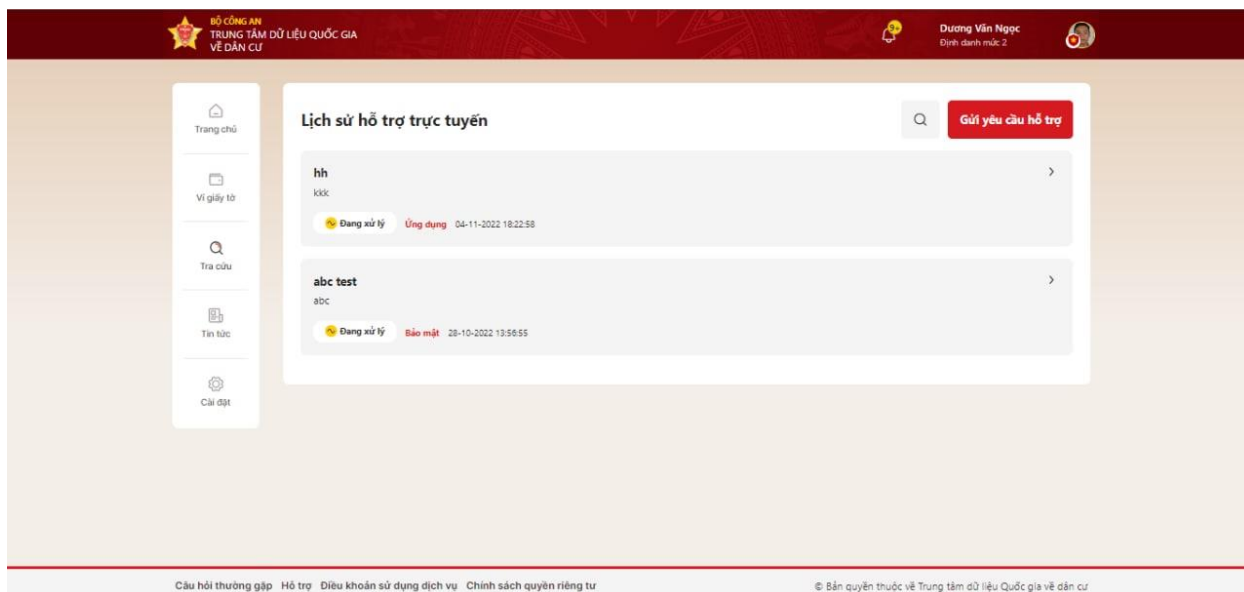 BỘ CÔNG AN
TRUNG TÂM DỮ LIỆU QUỐC GIA
VỀ DÂN CƯ
9+
Dương Văn Ngọc
Định danh mức 2
Trang chủ
Ví giấy tờ
Tra cứu
Tin tức
Cài đặt
Lịch sử hỗ trợ trực tuyến
Gửi yêu cầu hỗ trợ
hh
kkk
Đang xử lý Ứng dụng 04-11-2022 18:22:58
abc test
abc
Đang xử lý Bảo mật 28-10-2022 13:56:55
Câu hỏi thường gặp Hỗ trợ Điều khoản sử dụng dịch vụ Chính sách quyền riêng tư
© Bản quyền thuộc về Trung tâm dữ liệu Quốc gia về dân cư